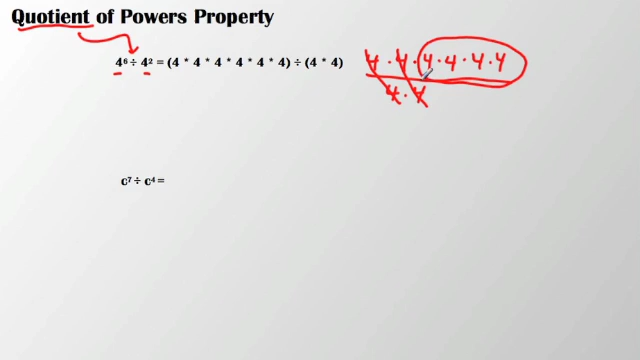 Quotient of Powers Property
4⁶ ÷ 4² = (4 * 4 * 4 * 4 * 4 * 4) ÷ (4 * 4) 4 · 4 · 4 · 4 · 4 · 4
4 · 4
c⁷ ÷ c⁴ =